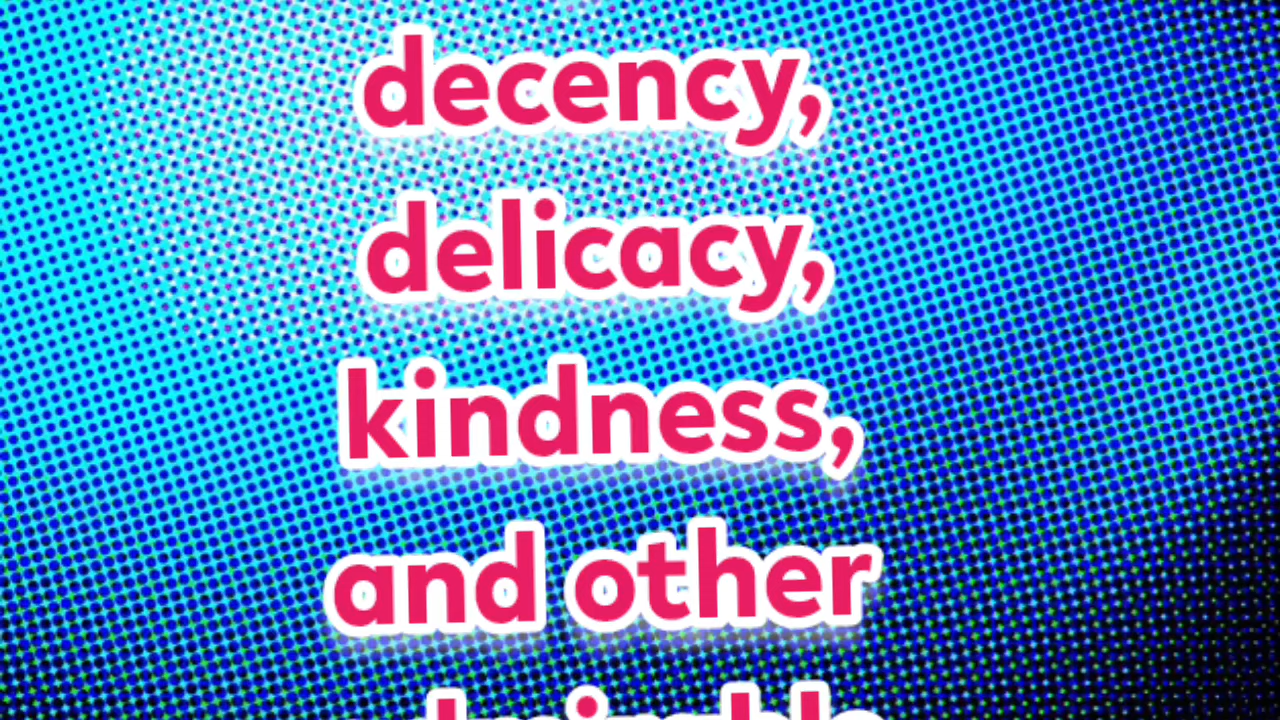 decency,
delicacy,
kindness,
and other